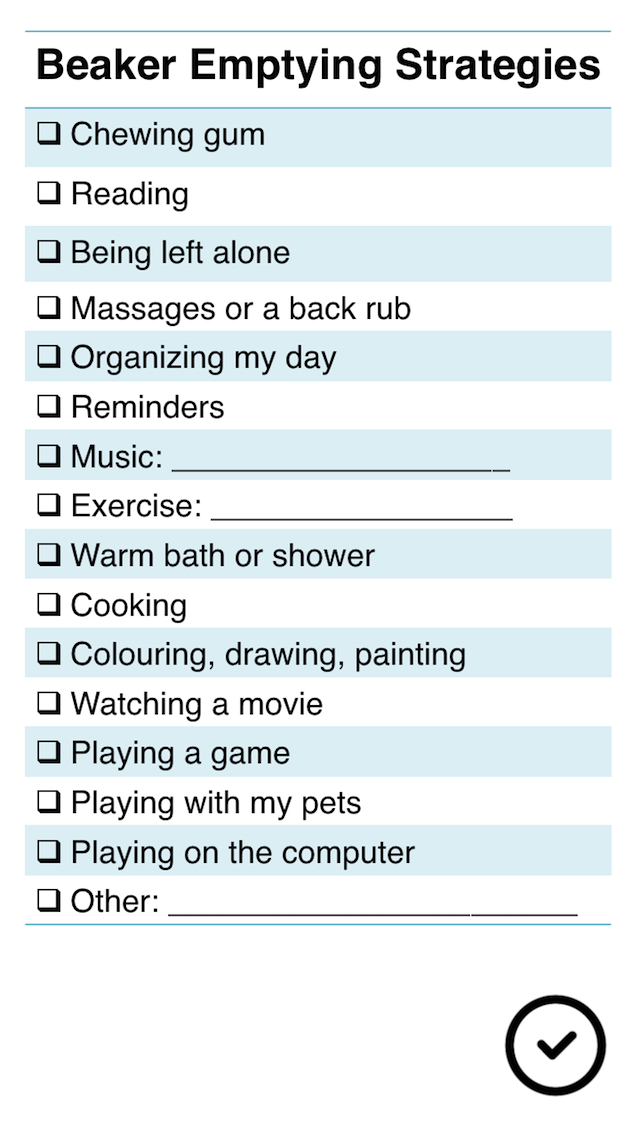 Beaker Emptying Strategies
❑ Chewing gum
❑ Reading
❑ Being left alone
❑ Massages or a back rub
❑ Organizing my day
❑ Reminders
❑ Music: ____________________
❑ Exercise: __________________
❑ Warm bath or shower
❑ Cooking
❑ Colouring, drawing, painting
❑ Watching a movie
❑ Playing a game
❑ Playing with my pets
❑ Playing on the computer
❑ Other: ________________________